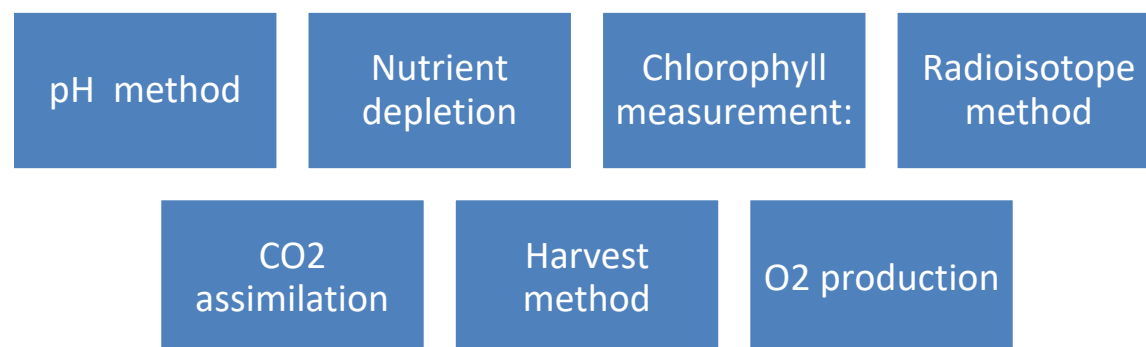 pH method
Nutrient
depletion
Chlorophyll
measurement:
Radioisotope
method
CO2
assimilation
Harvest
method
O2 production